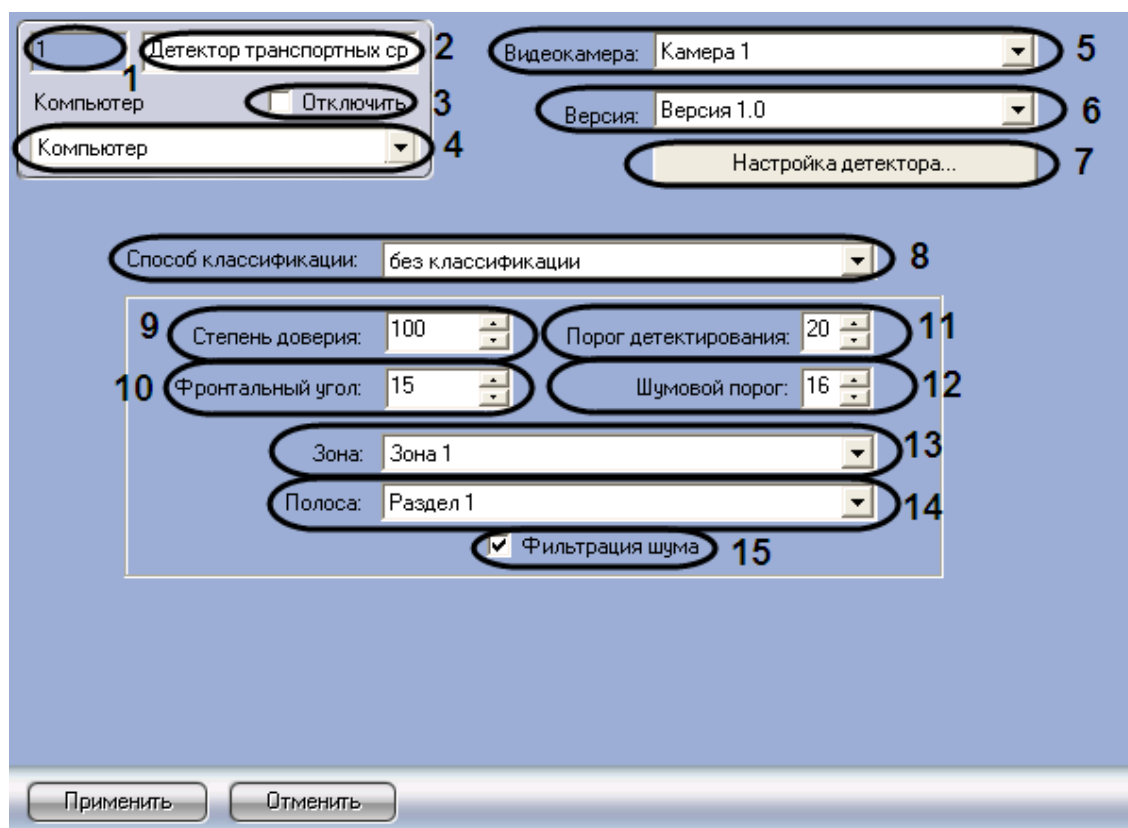 1 Детектор транспортных ср 2
1
Компьютер Отключить 3
Компьютер 4
Видеокамера: Камера 1 5
Версия: Версия 1.0 6
Настройка детектора... 7
Способ классификации: без классификации 8
9 Степень доверия: 100 Порог детектирования: 20 11
10 Фронтальный угол: 15 Шумовой порог: 16 12
Зона: Зона 1 13
Полоса: Раздел 1 14
Фильтрация шума 15
Применить Отменить